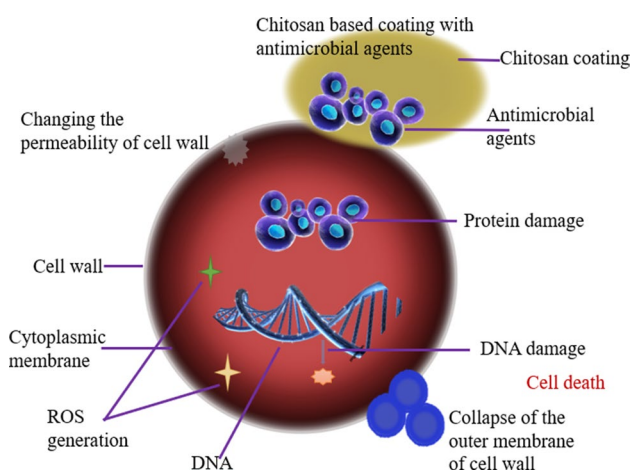 Chitosan based coating with
antimicrobial agents
Chitosan coating
Antimicrobial
agents
Changing the
permeability of cell wall
Protein damage
Cell wall
Cytoplasmic
membrane
DNA damage
Cell death
ROS
generation
Collapse of the
outer membrane
of cell wall
DNA